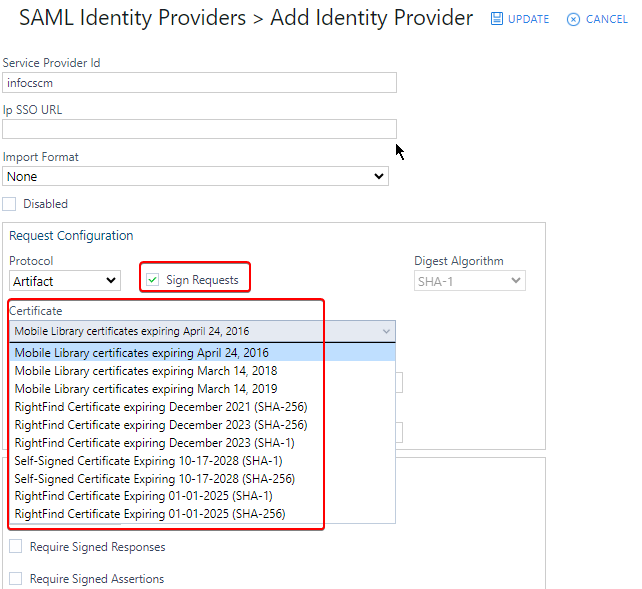 SAML Identity Providers > Add Identity Provider UPDATE CANCEL
Service Provider Id
infocscm
Ip SSO URL
Import Format
None
Disabled
Request Configuration
Protocol
Artifact
Sign Requests
Digest Algorithm
SHA-1
Certificate
Mobile Library certificates expiring April 24, 2016
Mobile Library certificates expiring April 24, 2016
Mobile Library certificates expiring March 14, 2018
Mobile Library certificates expiring March 14, 2019
RightFind Certificate expiring December 2021 (SHA-256)
RightFind Certificate expiring December 2023 (SHA-256)
RightFind Certificate expiring December 2023 (SHA-1)
Self-Signed Certificate Expiring 10-17-2028 (SHA-1)
Self-Signed Certificate Expiring 10-17-2028 (SHA-256)
RightFind Certificate Expiring 01-01-2025 (SHA-1)
RightFind Certificate Expiring 01-01-2025 (SHA-256)
Require Signed Responses
Require Signed Assertions